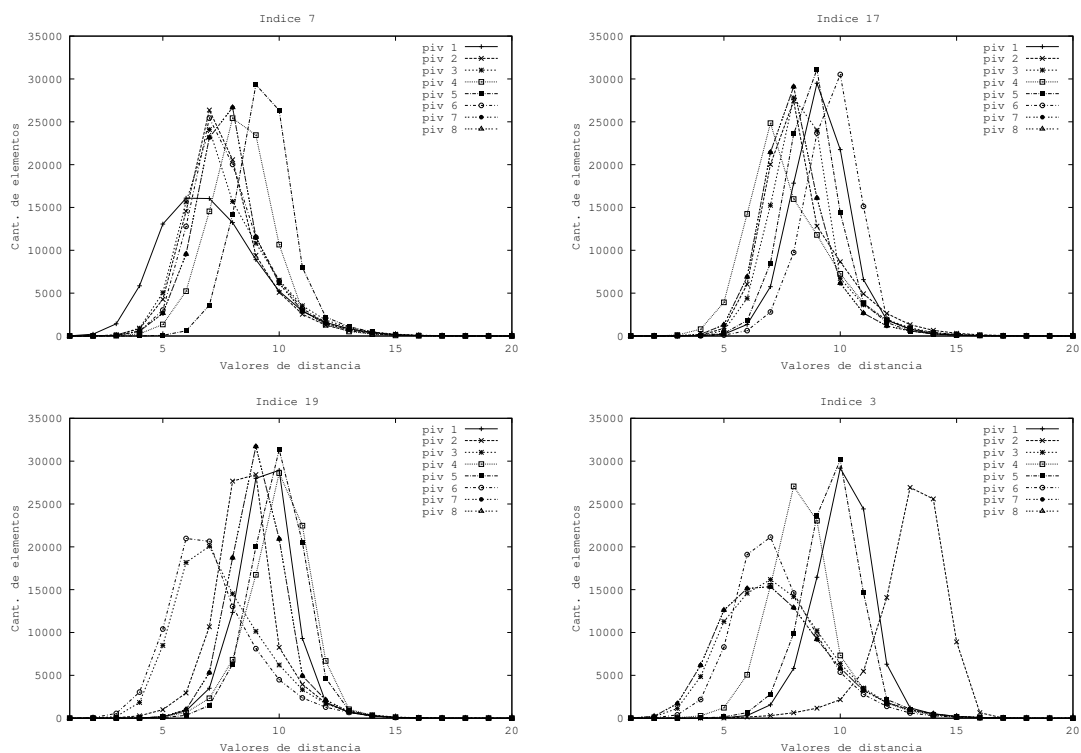 Indice 7
35000
30000
25000
20000
15000
10000
5000
0
5
10
15
20
Cant. de elementos
Valores de distancia
piv 1
piv 2
piv 3
piv 4
piv 5
piv 6
piv 7
piv 8
Indice 17
35000
30000
25000
20000
15000
10000
5000
0
5
10
15
20
Cant. de elementos
Valores de distancia
piv 1
piv 2
piv 3
piv 4
piv 5
piv 6
piv 7
piv 8
Indice 19
35000
30000
25000
20000
15000
10000
5000
0
5
10
15
20
Cant. de elementos
Valores de distancia
piv 1
piv 2
piv 3
piv 4
piv 5
piv 6
piv 7
piv 8
Indice 3
35000
30000
25000
20000
15000
10000
5000
0
5
10
15
20
Cant. de elementos
Valores de distancia
piv 1
piv 2
piv 3
piv 4
piv 5
piv 6
piv 7
piv 8